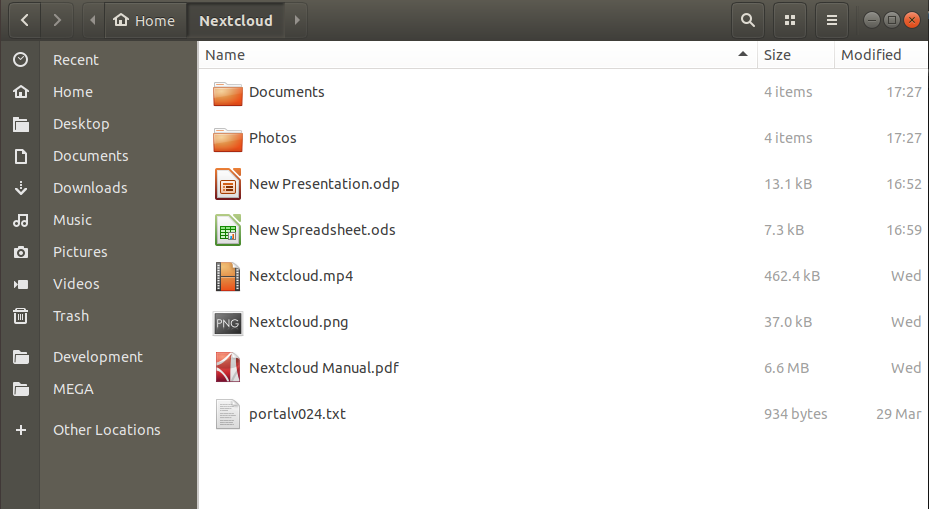 Home Nextcloud
Recent
Home
Desktop
Documents
Downloads
Music
Pictures
Videos
Trash
Development
MEGA
Other Locations
Name Size Modified
Documents 4 items 17:27
Photos 4 items 17:27
New Presentation.odp 13.1 kB 16:52
New Spreadsheet.ods 7.3 kB 16:59
Nextcloud.mp4 462.4 kB Wed
PNG Nextcloud.png 37.0 kB Wed
Nextcloud Manual.pdf 6.6 MB Wed
portalv024.txt 934 bytes 29 Mar